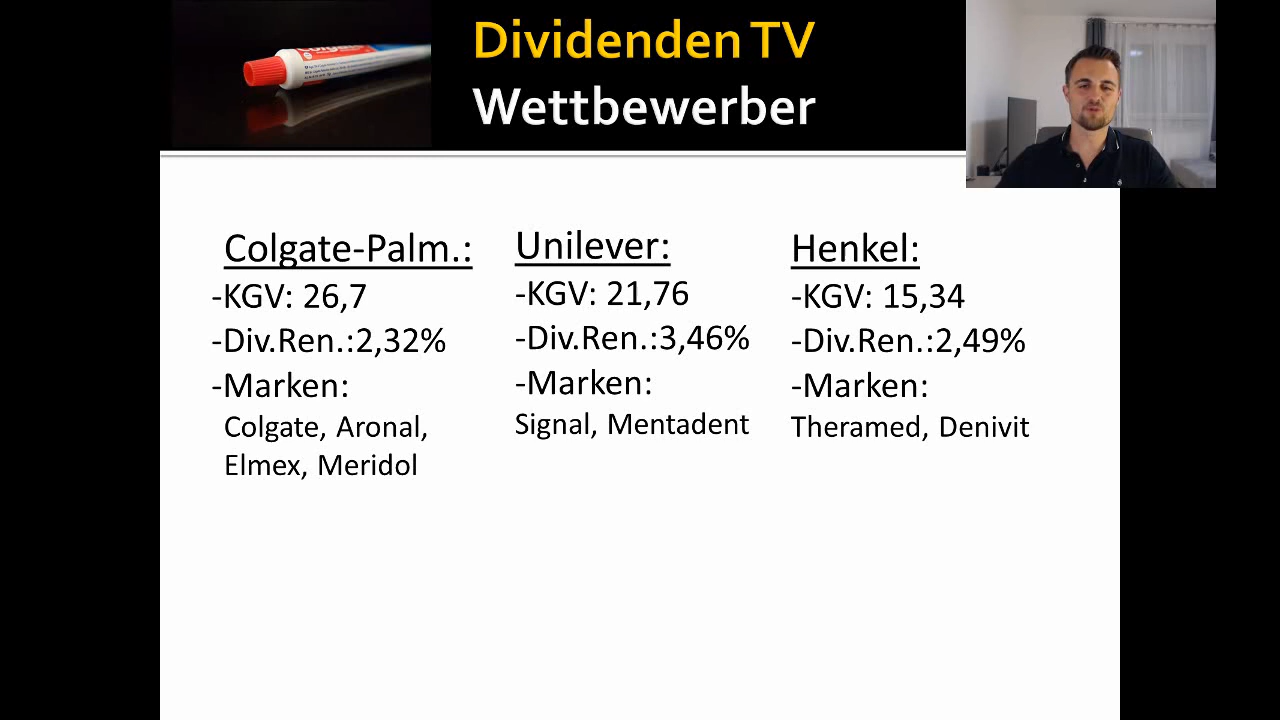 Dividenden TV
Wettbewerber
Colgate-Palm.:
-KGV: 26,7
-Div.Ren.:2,32%
-Marken:
Colgate, Aronal,
Elmex, Meridol
Unilever:
-KGV: 21,76
-Div.Ren.:3,46%
-Marken:
Signal, Mentadent
Henkel:
-KGV: 15,34
-Div.Ren.:2,49%
-Marken:
Theramed, Denivit